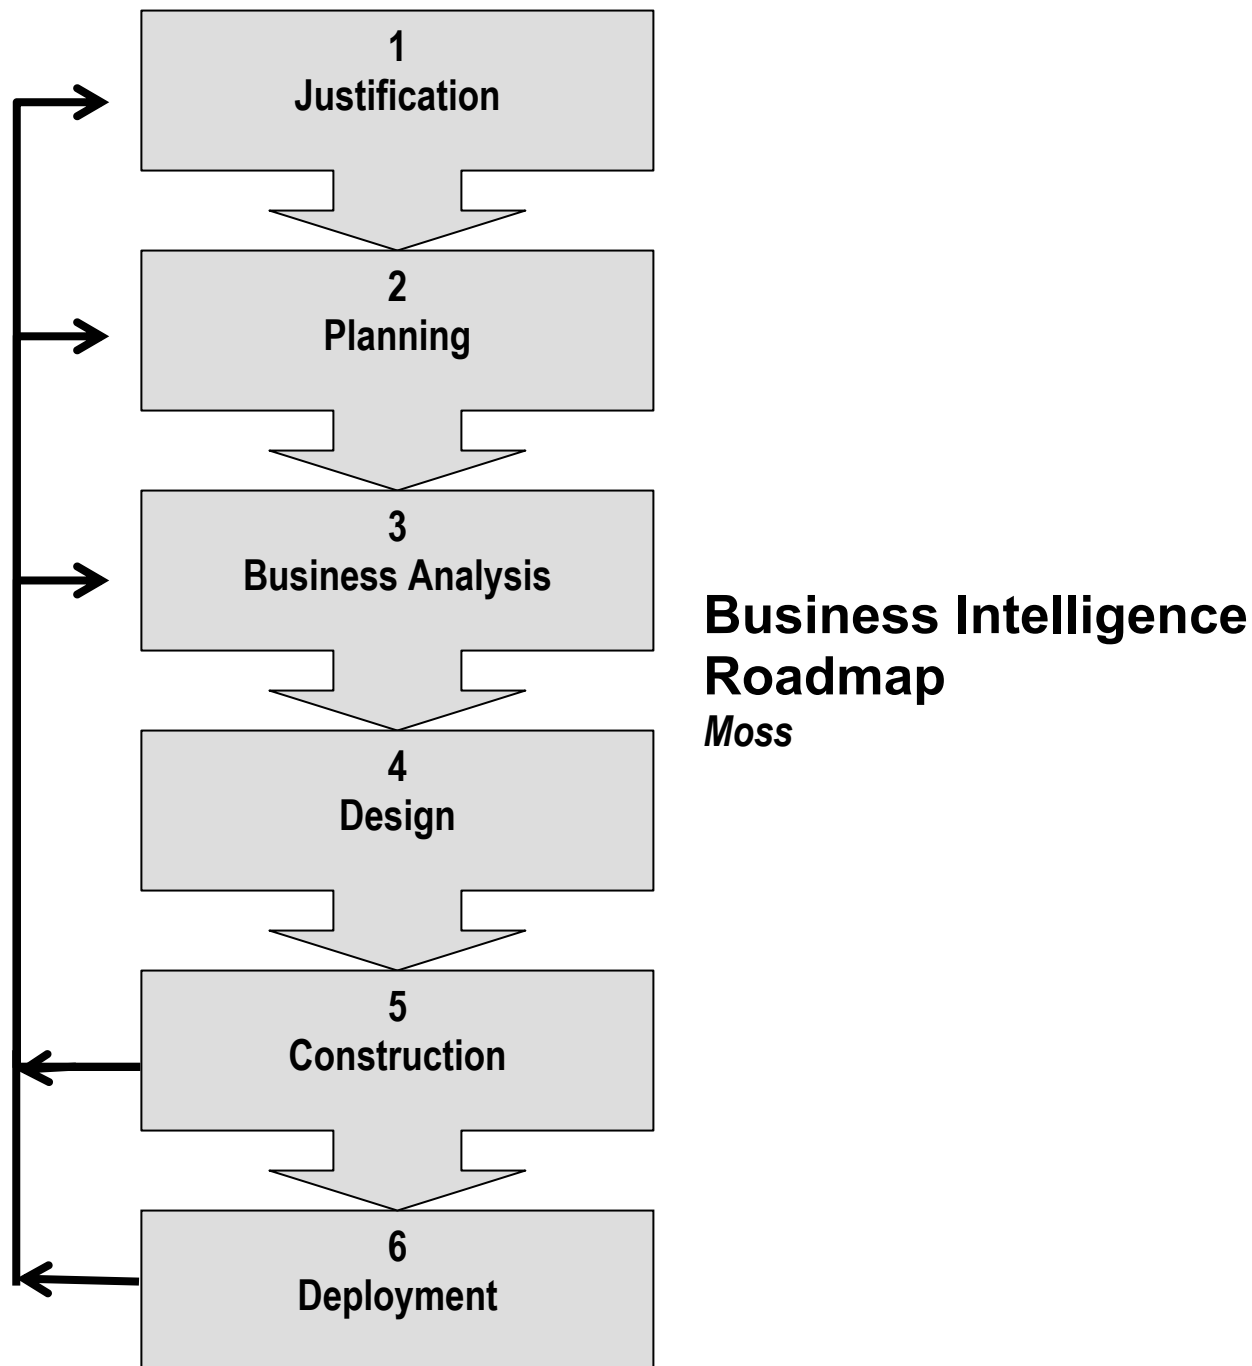 1
Justification
2
Planning
3
Business Analysis
4
Design
5
Construction
6
Deployment
Business Intelligence
Roadmap
Moss